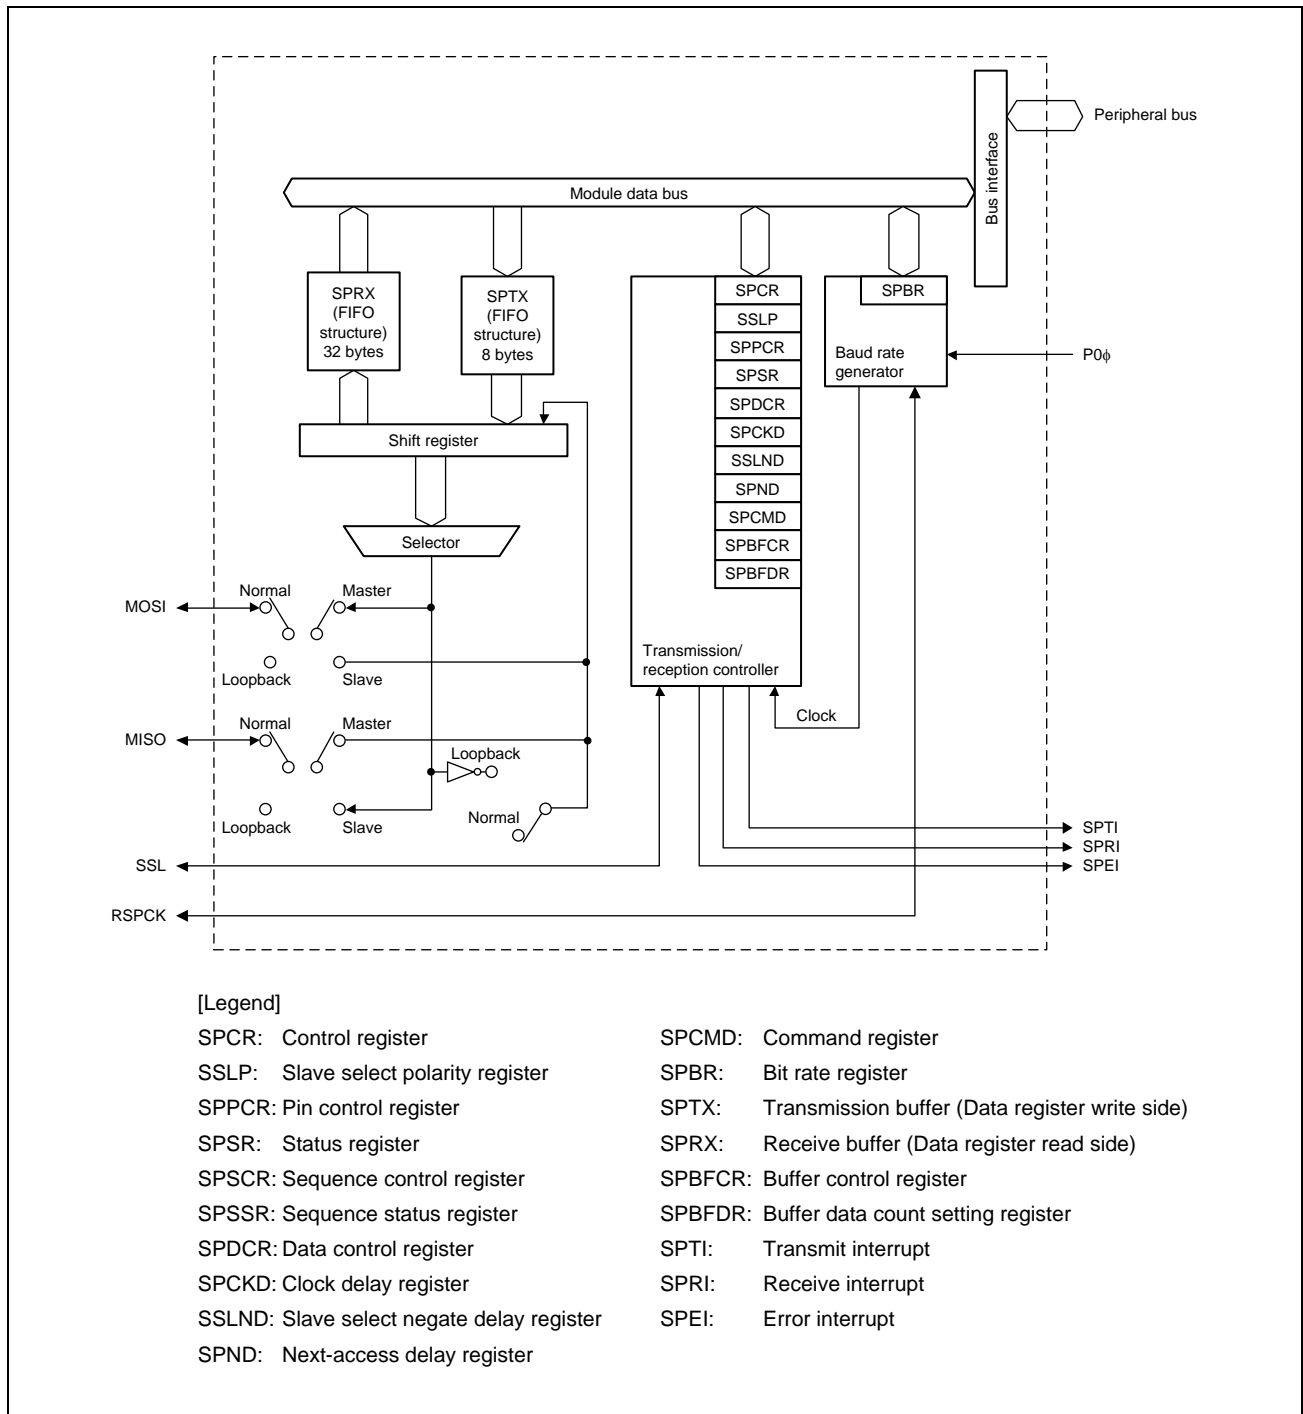 Peripheral bus
Bus interface
Module data bus
SPRX
(FIFO
structure)
32 bytes
SPTX
(FIFO
structure)
8 bytes
SPCR
SSLP
SPPCR
SPSR
SPDCR
SPCKD
SSLND
SPND
SPCMD
SPBFCR
SPBFDR
Transmission/
reception controller
SPBR
Baud rate
generator
P0ϕ
Shift register
Selector
Normal
Master
MOSI
Loopback
Slave
Clock
Normal
Master
MISO
Loopback
Loopback
Slave
Normal
SPTI
SPRI
SPEI
SSL
RSPCK
[Legend]
SPCR: Control register
SSLP: Slave select polarity register
SPPCR: Pin control register
SPSR: Status register
SPSCR: Sequence control register
SPSSR: Sequence status register
SPDCR: Data control register
SPCKD: Clock delay register
SSLND: Slave select negate delay register
SPND: Next-access delay register
SPCMD: Command register
SPBR: Bit rate register
SPTX: Transmission buffer (Data register write side)
SPRX: Receive buffer (Data register read side)
SPBFCR: Buffer control register
SPBFDR: Buffer data count setting register
SPTI: Transmit interrupt
SPRI: Receive interrupt
SPEI: Error interrupt